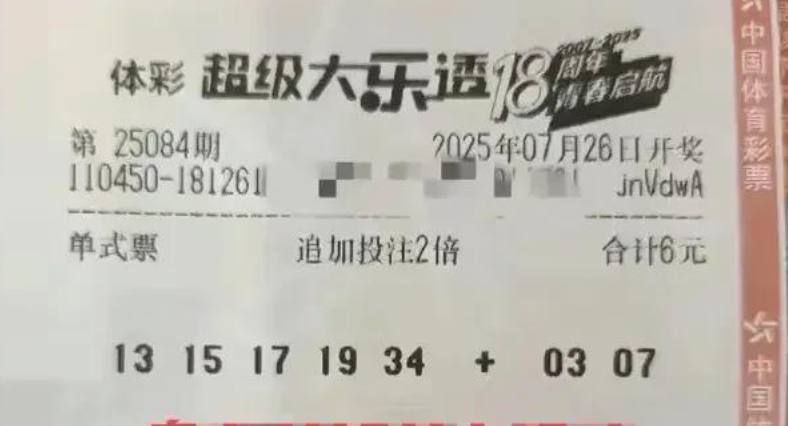 体彩 超级大乐透 18周年 2007-2025 青春启航
第 25084期 2025年07月26日开奖
110450-181261 jnVdwA
单式票 追加投注2倍 合计6元
13 15 17 19 34 + 03 07
中国体育彩票
中国体